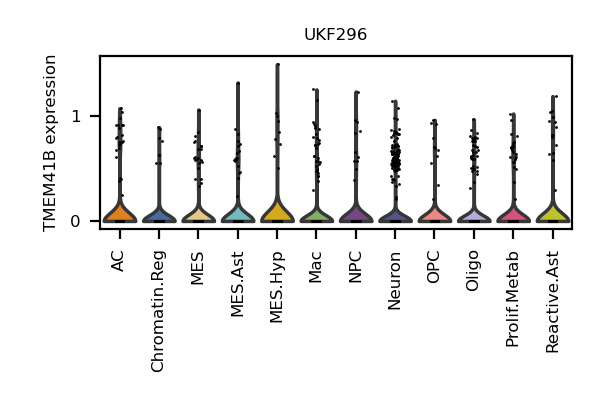 UKF296
TMEM41B expression
1
0
AC
Chromatin.Reg
MES
MES.Ast
MES.Hyp
Mac
NPC
Neuron
OPC
Oligo
Prolif.Metab
Reactive.Ast